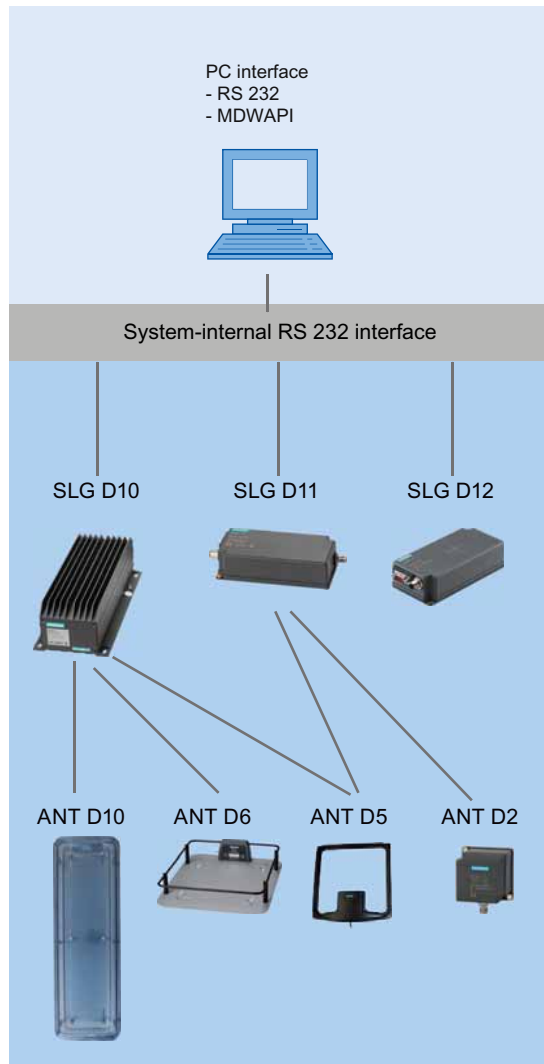 PC interface
- RS 232
- MDWAPI
System-internal RS 232 interface
SLG D10
SLG D11
SLG D12
ANT D10
ANT D6
ANT D5
ANT D2